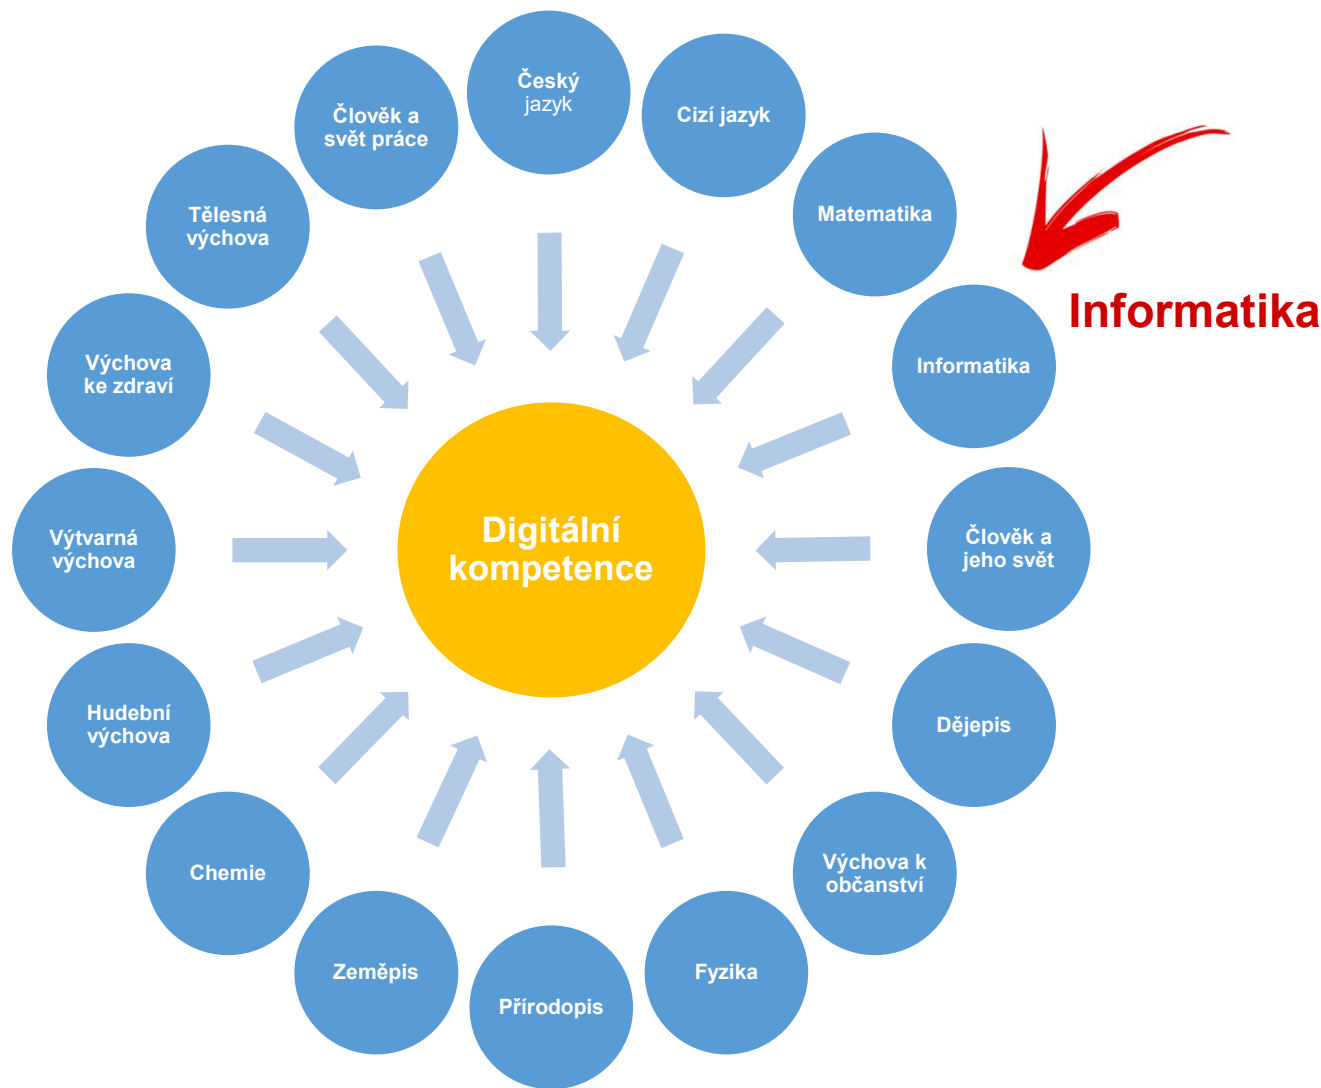 Český
jazyk
Cizí jazyk
Matematika
Informatika
Informatika
Člověk a
jeho svět
Dějepis
Výchova k
občanství
Fyzika
Přírodopis
Zeměpis
Chemie
Hudební
výchova
Výtvarná
výchova
Výchova
ke zdraví
Tělesná
výchova
Člověk a
svět práce
Digitální
kompetence